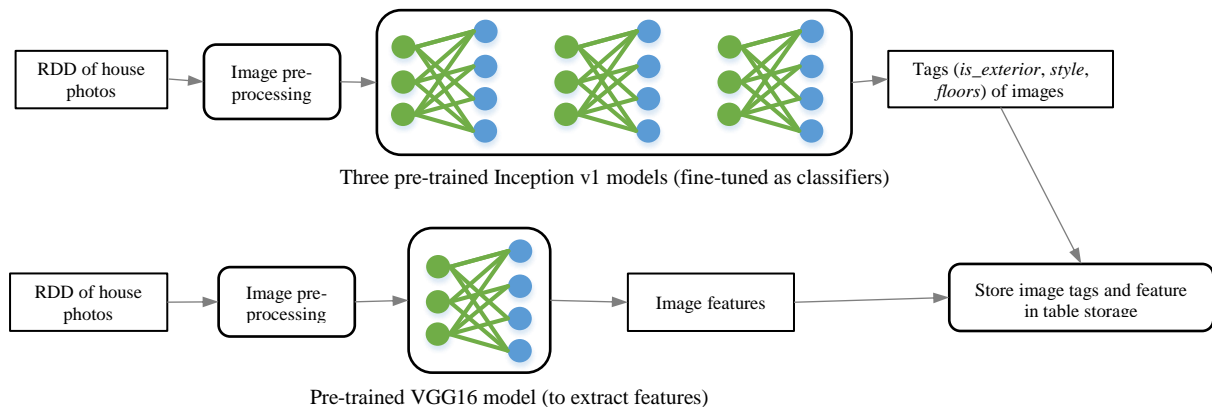 RDD of house
photos
Image pre-
processing
Tags (is_exterior, style,
floors) of images
Three pre-trained Inception v1 models (fine-tuned as classifiers)
RDD of house
photos
Image pre-
processing
Image features
Store image tags and feature
in table storage
Pre-trained VGG16 model (to extract features)